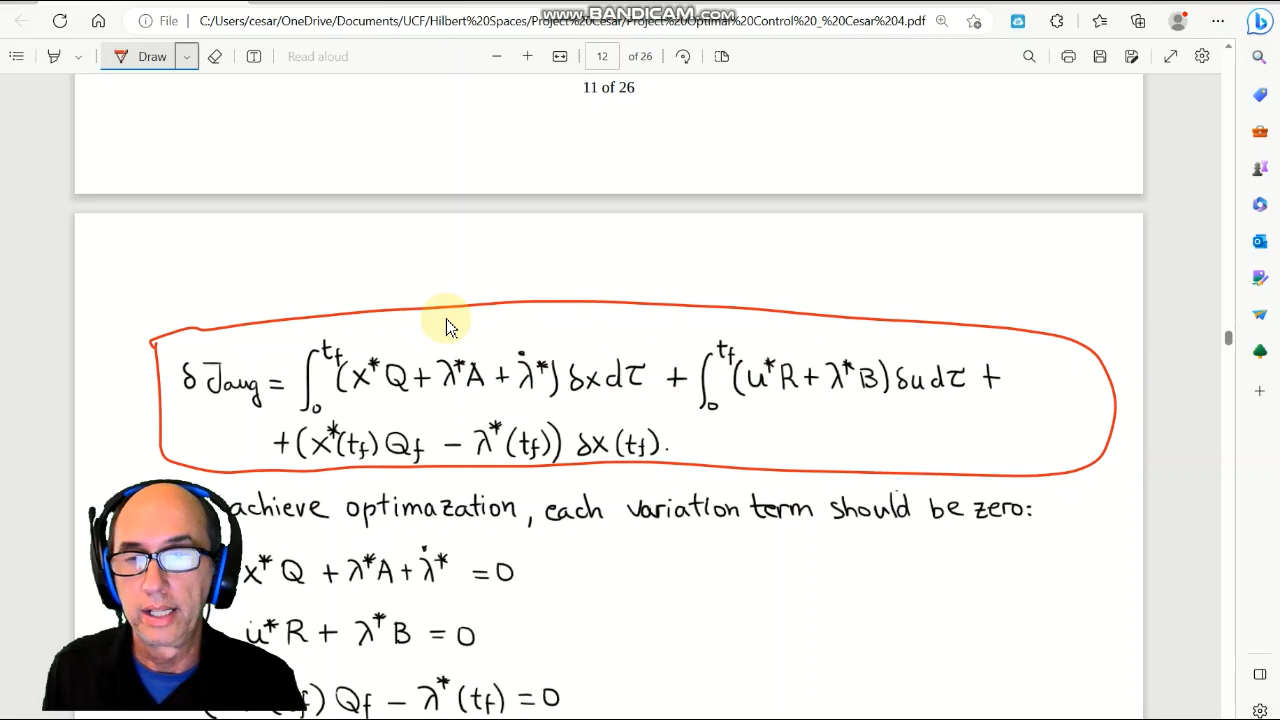 www.BANDICAM.com
File C:/Users/cesar/OneDrive/Documents/UCF/Hilbert%20Spaces/Project%20-%20Cesar/Project%20Optimal%20Control%20_%20Cesar%204.pdf
Draw Read aloud 12 of 26
11 of 26
δJaug = ∫₀^tf (x*Q + λ*A + λ̇*) δx dτ + ∫₀^tf (u*R + λ*B) δu dτ +
+ (x*(tf) Qf − λ*(tf)) δx(tf).
achieve optimazation, each variation term should be zero:
x*Q + λ*A + λ̇* = 0
u*R + λ*B = 0
Qf − λ*(tf) = 0